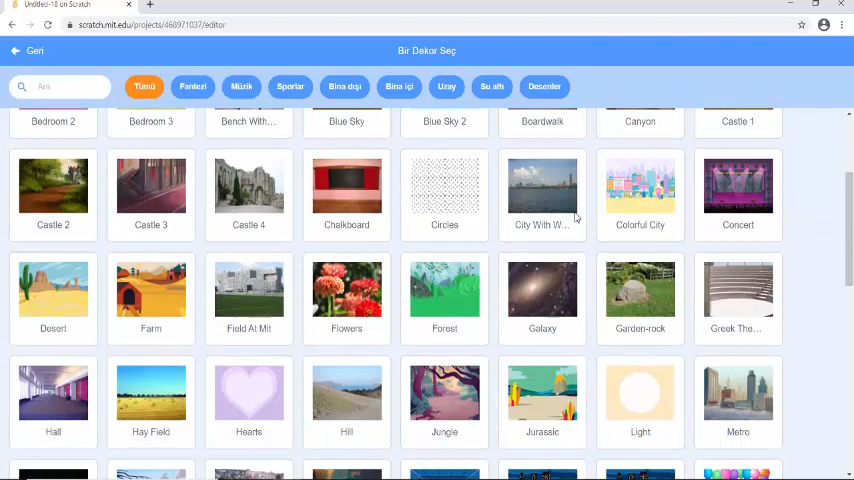 Untitled-18 on Scratch
scratch.mit.edu/projects/468971037/editor
Geri
Bir Dekor Seç
Ara
Tümü
Fantezi
Müzik
Sporlar
Bina dışı
Bina içi
Uzay
Su altı
Desenler
Bedroom 2
Bedroom 3
Bench With...
Blue Sky
Blue Sky 2
Boardwalk
Canyon
Castle 1
Castle 2
Castle 3
Castle 4
Chalkboard
Circles
City With W...
Colorful City
Concert
Desert
Farm
Field At Mit
Flowers
Forest
Galaxy
Garden-rock
Greek The...
Hall
Hay Field
Hearts
Hill
Jungle
Jurassic
Light
Metro